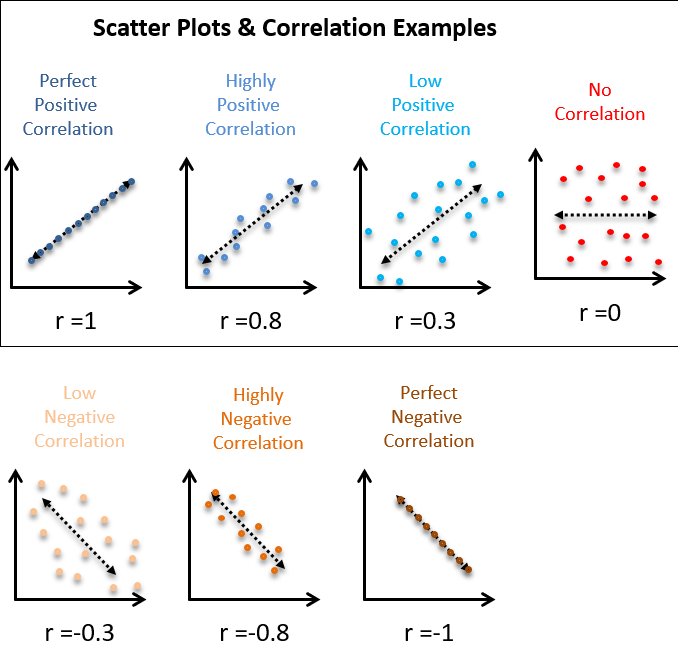 Scatter Plots & Correlation Examples
Perfect
Positive
Correlation
Highly
Positive
Correlation
Low
Positive
Correlation
No
Correlation
r =1
r =0.8
r =0.3
r =0
Low
Negative
Correlation
Highly
Negative
Correlation
Perfect
Negative
Correlation
r =-0.3
r =-0.8
r =-1